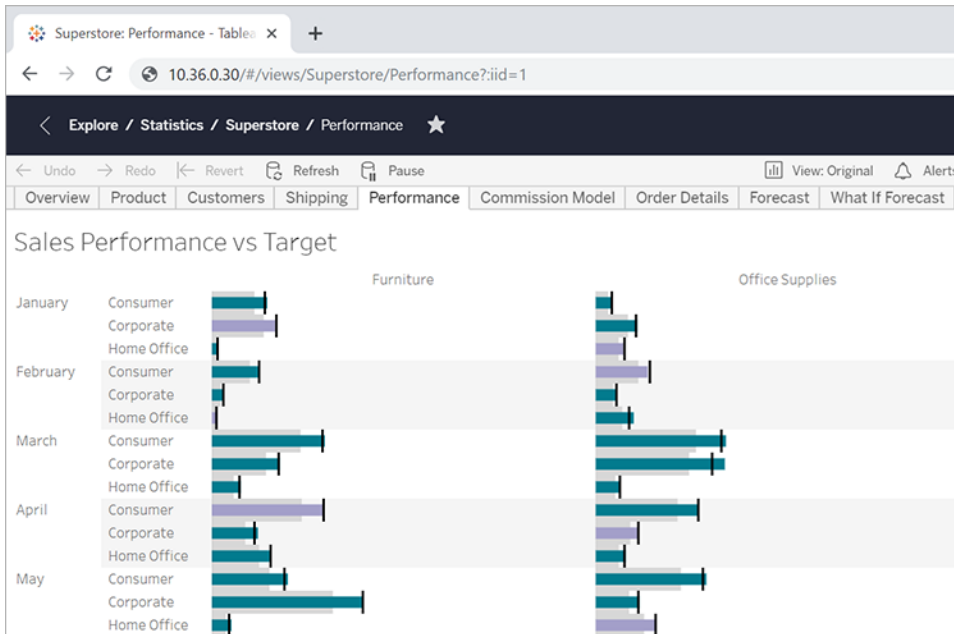 Superstore: Performance - Tablea
10.36.0.30/#/views/Superstore/Performance?:iid=1
Explore / Statistics / Superstore / Performance
Undo Redo Revert Refresh Pause View: Original Alerts
Overview Product Customers Shipping Performance Commission Model Order Details Forecast What If Forecast
Sales Performance vs Target
Furniture Office Supplies
January Consumer
Corporate
Home Office
February Consumer
Corporate
Home Office
March Consumer
Corporate
Home Office
April Consumer
Corporate
Home Office
May Consumer
Corporate
Home Office